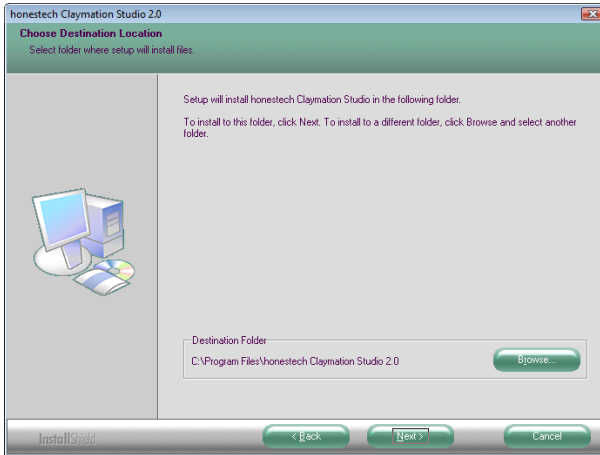 honestech Claymation Studio 2.0
Choose Destination Location
Select folder where setup will install files.
Setup will install honestech Claymation Studio in the following folder.
To install to this folder, click Next. To install to a different folder, click Browse and select another
folder.
Destination Folder
C:\Program Files\honestech Claymation Studio 2.0
Browse...
InstallShield
< Back
Next >
Cancel